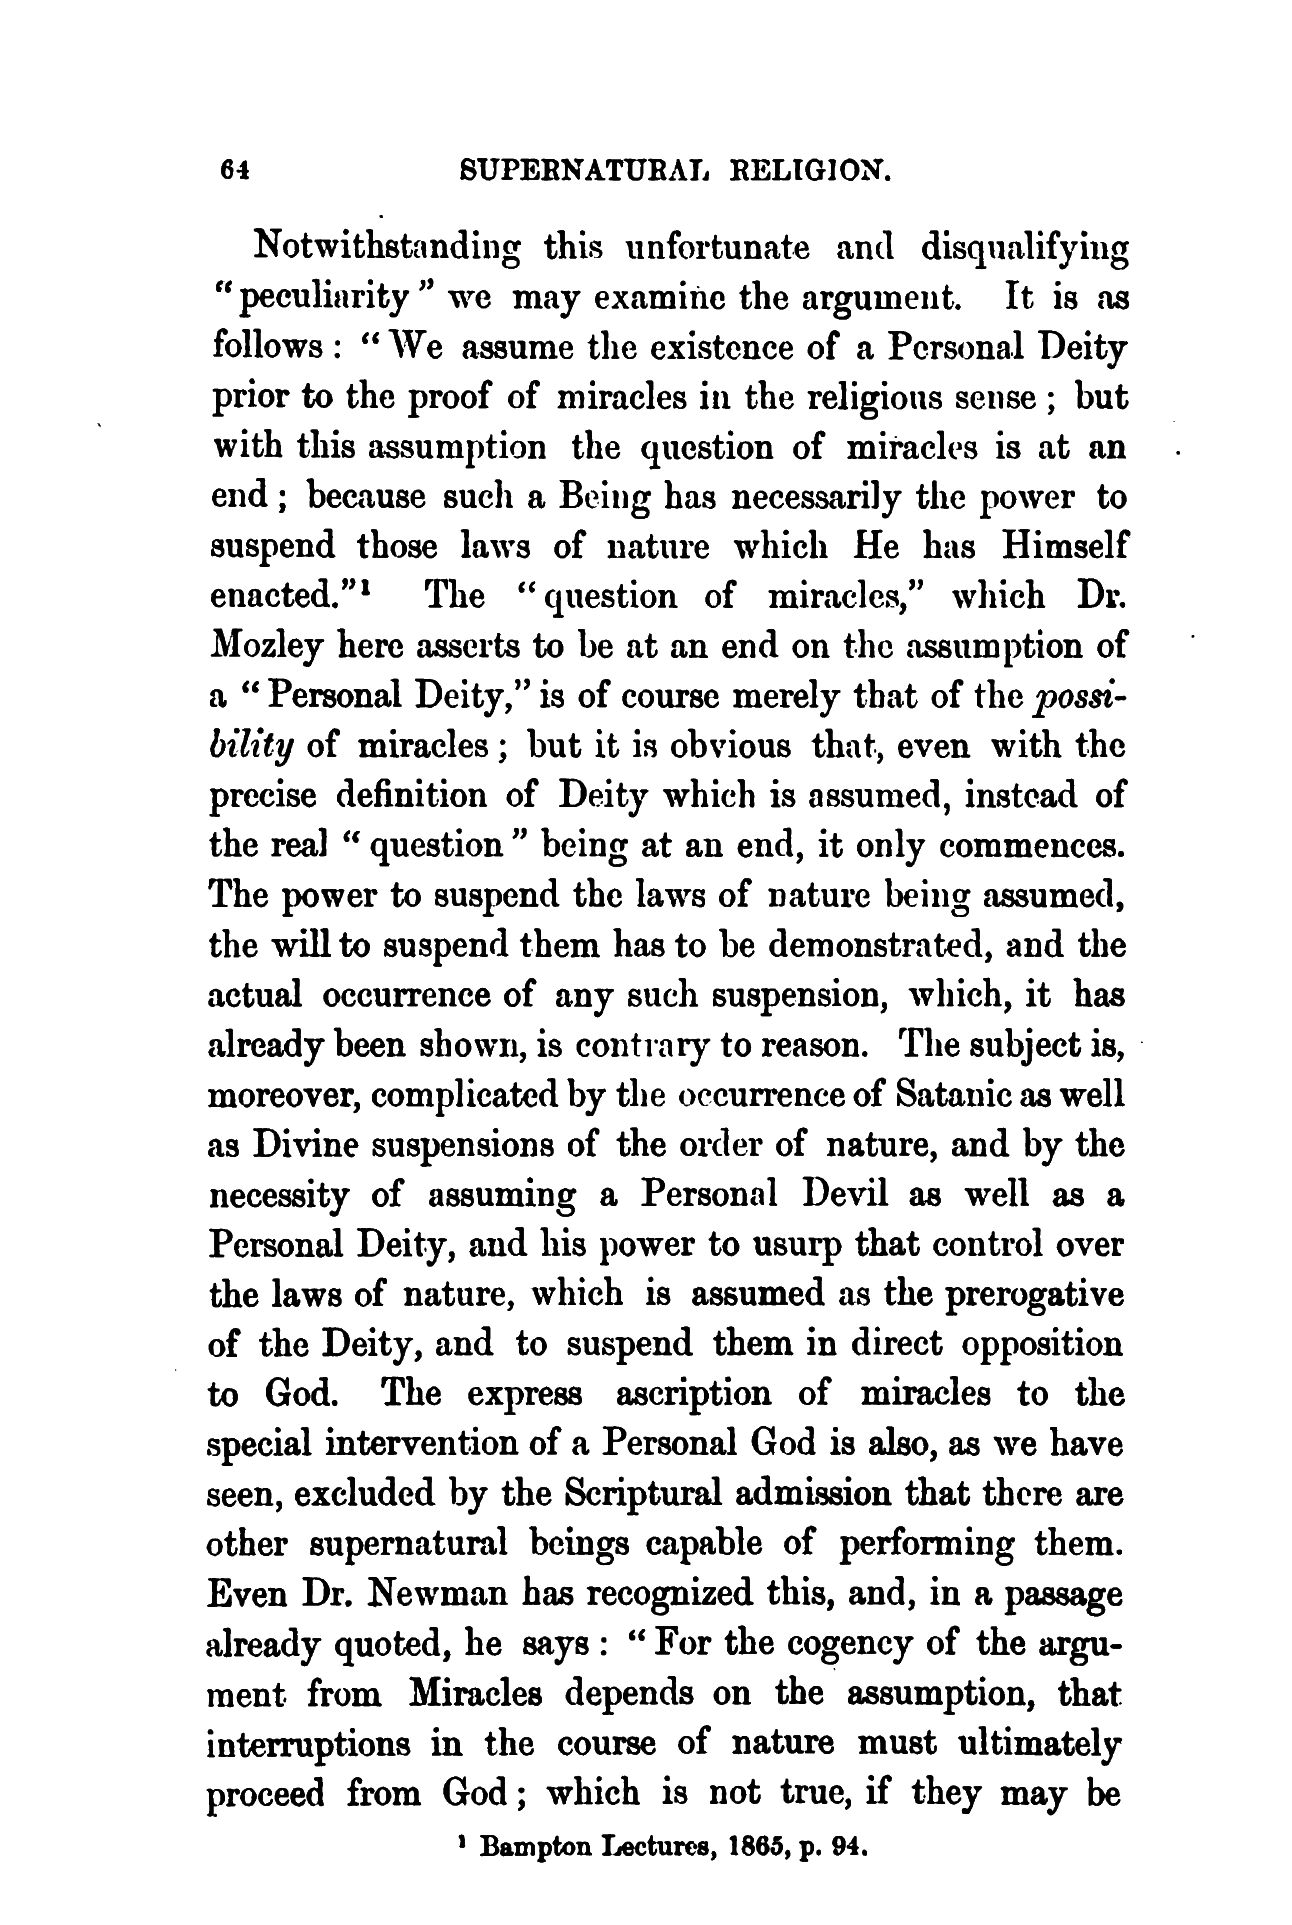 64 SUPERNATURAL RELIGION.
Notwithstanding this unfortunate and disqualifying
“peculiarity” we may examine the argument. It is as
follows : “We assume the existence of a Personal Deity
prior to the proof of miracles in the religious sense ; but
with this assumption the question of miracles is at an
end ; because such a Being has necessarily the power to
suspend those laws of nature which He has Himself
enacted.”¹ The “question of miracles,” which Dr.
Mozley here asserts to be at an end on the assumption of
a “Personal Deity,” is of course merely that of the possi-
bility of miracles ; but it is obvious that, even with the
precise definition of Deity which is assumed, instead of
the real “question” being at an end, it only commences.
The power to suspend the laws of nature being assumed,
the will to suspend them has to be demonstrated, and the
actual occurrence of any such suspension, which, it has
already been shown, is contrary to reason. The subject is,
moreover, complicated by the occurrence of Satanic as well
as Divine suspensions of the order of nature, and by the
necessity of assuming a Personal Devil as well as a
Personal Deity, and his power to usurp that control over
the laws of nature, which is assumed as the prerogative
of the Deity, and to suspend them in direct opposition
to God. The express ascription of miracles to the
special intervention of a Personal God is also, as we have
seen, excluded by the Scriptural admission that there are
other supernatural beings capable of performing them.
Even Dr. Newman has recognized this, and, in a passage
already quoted, he says : “For the cogency of the argu-
ment from Miracles depends on the assumption, that
interruptions in the course of nature must ultimately
proceed from God ; which is not true, if they may be
¹ Bampton Lectures, 1865, p. 94.